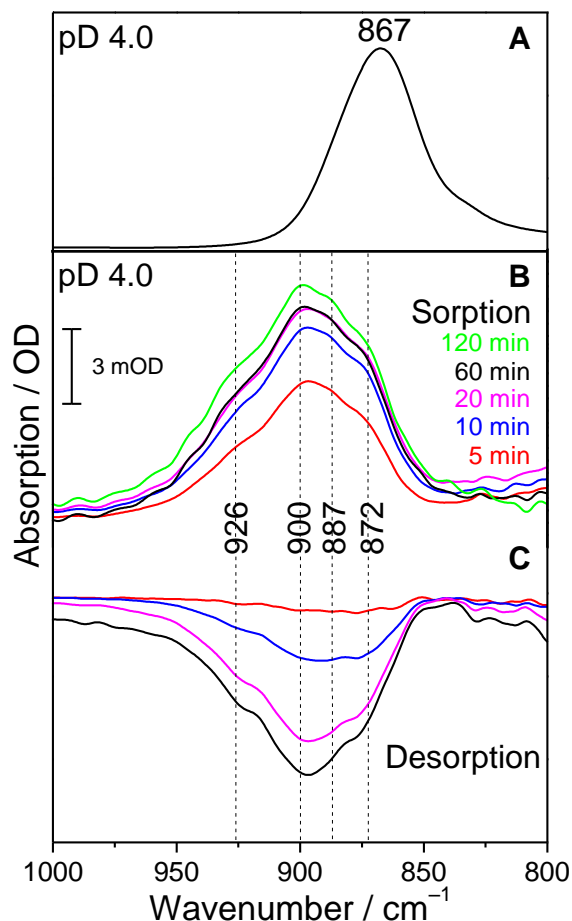 pD 4.0
867
A
pD 4.0
B
Sorption
120 min
60 min
20 min
10 min
5 min
3 mOD
Absorption / OD
926
900
887
872
C
Desorption
1000
950
900
850
800
Wavenumber / cm⁻¹